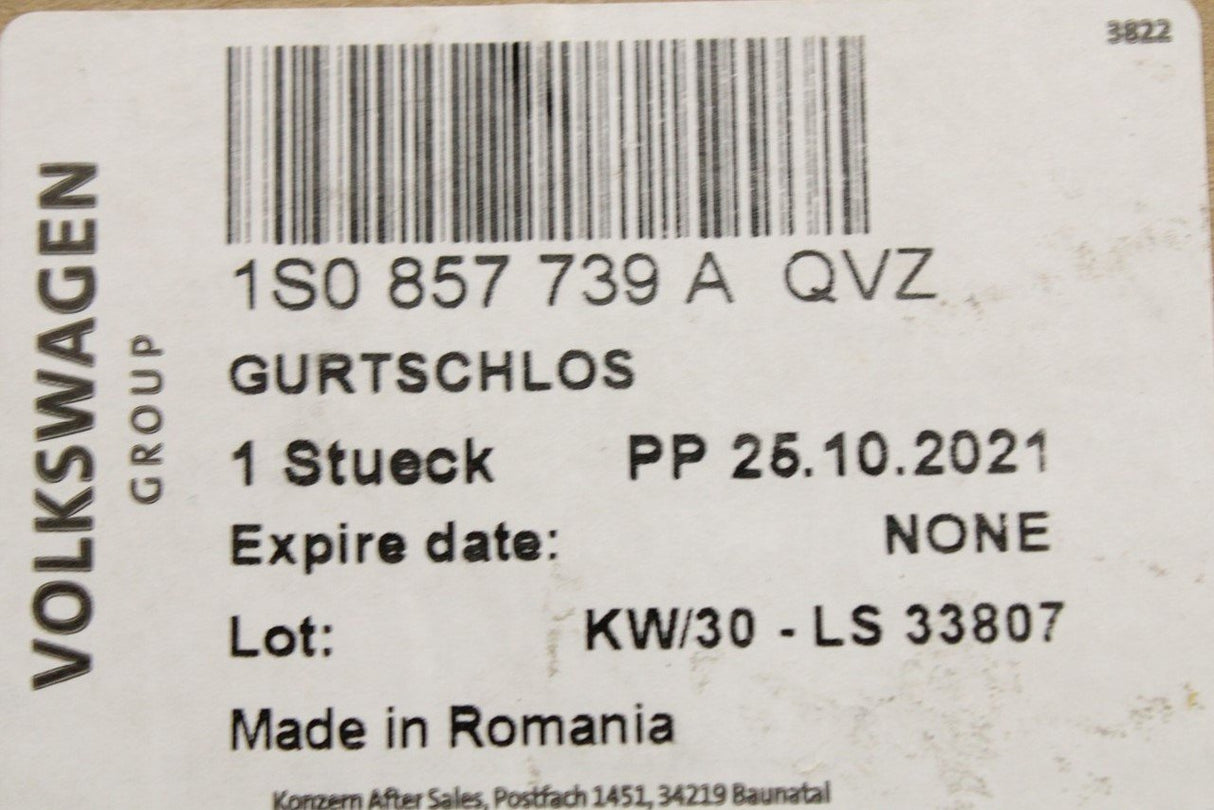 3822
VOLKSWAGEN
GROUP
1S0 857 739 A QVZ
GURTSCHLOS
1 Stueck PP 25.10.2021
Expire date: NONE
Lot: KW/30 - LS 33807
Made in Romania
Konzern After Sales, Postfach 1451, 34219 Baunatal